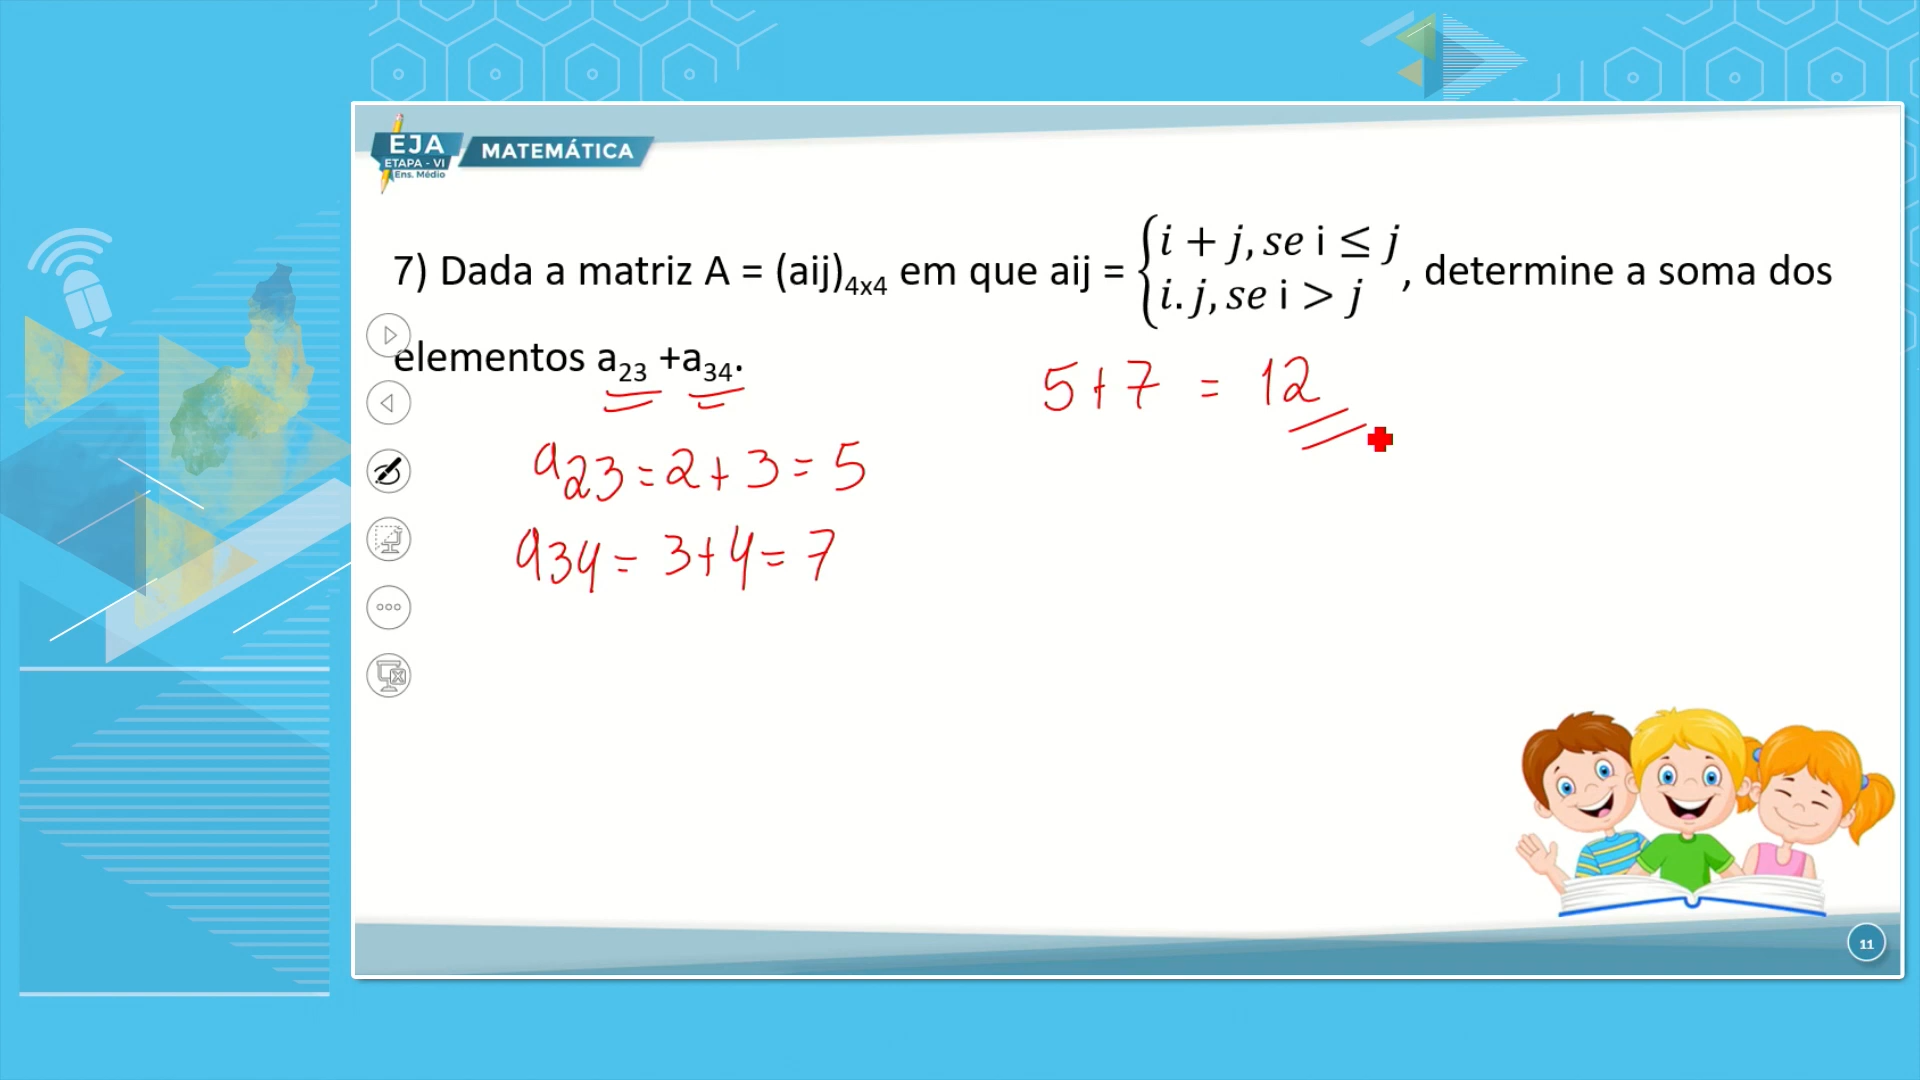 EJA
ETAPA - VI
Ens. Médio
MATEMÁTICA
7) Dada a matriz A = (aij)₄ₓ₄ em que aij = { i + j, se i ≤ j
i. j, se i > j , determine a soma dos
elementos a₂₃ +a₃₄.
5 + 7 = 12
a₂₃ = 2 + 3 = 5
a₃₄ = 3 + 4 = 7
11